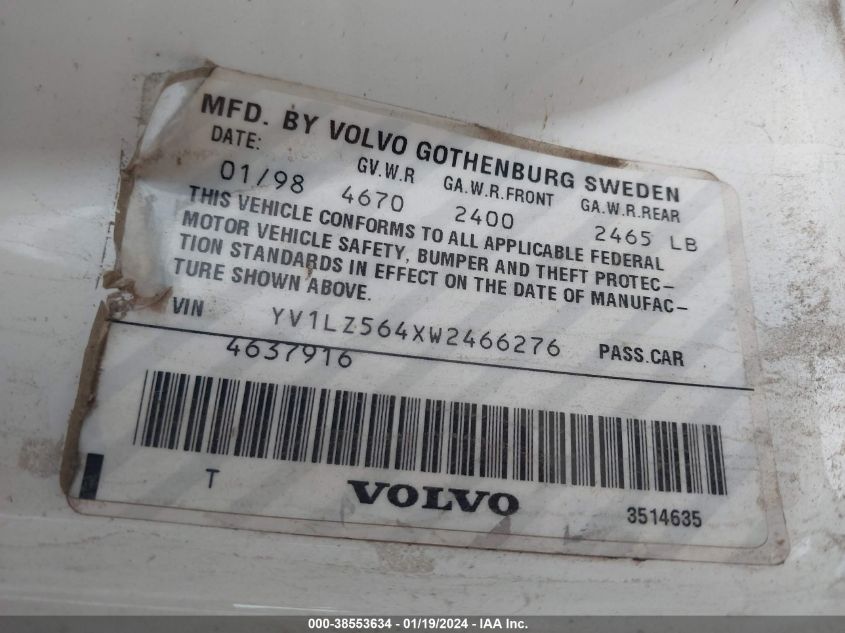 MFD. BY VOLVO GOTHENBURG SWEDEN
DATE: GV.W.R GA.W.R.FRONT GA.W.R.REAR
01/98 4670 2400 2465 LB
THIS VEHICLE CONFORMS TO ALL APPLICABLE FEDERAL
MOTOR VEHICLE SAFETY, BUMPER AND THEFT PROTEC-
TION STANDARDS IN EFFECT ON THE DATE OF MANUFAC-
TURE SHOWN ABOVE.
VIN YV1LZ564XW2466276 PASS.CAR
4637916
T VOLVO 3514635
000-38553634 / 01/19/2024 - IAA Inc.